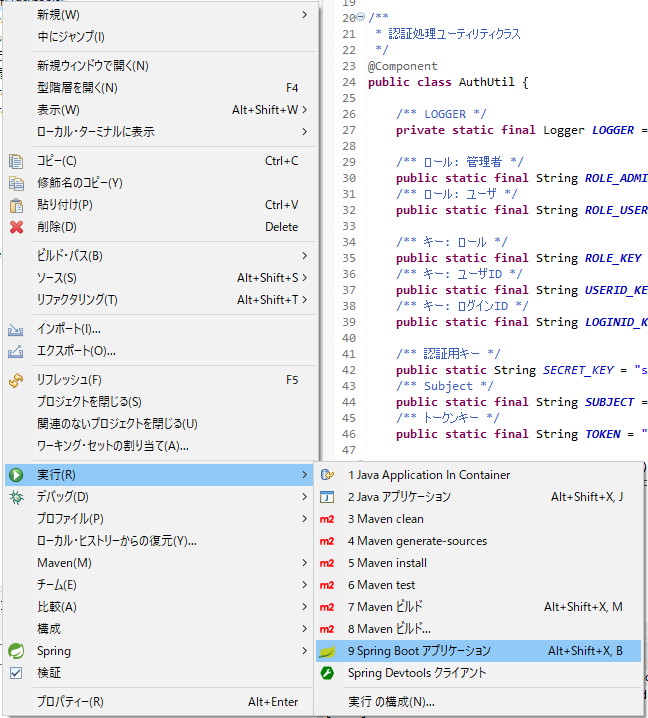 新規(W)
中にジャンプ(I)
新規ウィンドウで開く(N)
型階層を開く(N) F4
表示(W) Alt+Shift+W
ローカル・ターミナルに表示
コピー(C) Ctrl+C
修飾名のコピー(Y)
貼り付け(P) Ctrl+V
削除(D) Delete
ビルド・パス(B)
ソース(S) Alt+Shift+S
リファクタリング(T) Alt+Shift+T
インポート(I)...
エクスポート(O)...
リフレッシュ(F) F5
プロジェクトを閉じる(S)
関連のないプロジェクトを閉じる(U)
ワーキング・セットの割り当て(A)...
実行(R)
デバッグ(D)
プロファイル(P)
ローカル・ヒストリーからの復元(Y)...
Maven(M)
チーム(E)
比較(A)
構成
Spring
検証
プロパティー(R) Alt+Enter
1 Java Application In Container
2 Java アプリケーション Alt+Shift+X, J
3 Maven clean
4 Maven generate-sources
5 Maven install
6 Maven test
7 Maven ビルド Alt+Shift+X, M
8 Maven ビルド...
9 Spring Boot アプリケーション Alt+Shift+X, B
Spring Devtools クライアント
実行 の構成(N)...
19
20 /**
21 * 認証処理ユーティリティクラス
22 */
23 @Component
24 public class AuthUtil {
25
26 /** LOGGER */
27 private static final Logger LOGGER =
28
29 /** ロール: 管理者 */
30 public static final String ROLE_ADMI
31 /** ロール: ユーザ */
32 public static final String ROLE_USER
33
34 /** キー: ロール */
35 public static final String ROLE_KEY
36 /** キー: ユーザID */
37 public static final String USERID_KE
38 /** キー: ログインID */
39 public static final String LOGINID_K
40
41 /** 認証用キー */
42 public static String SECRET_KEY = "s
43 /** Subject */
44 public static final String SUBJECT =
45 /** トークンキー */
46 public static final String TOKEN = "
47